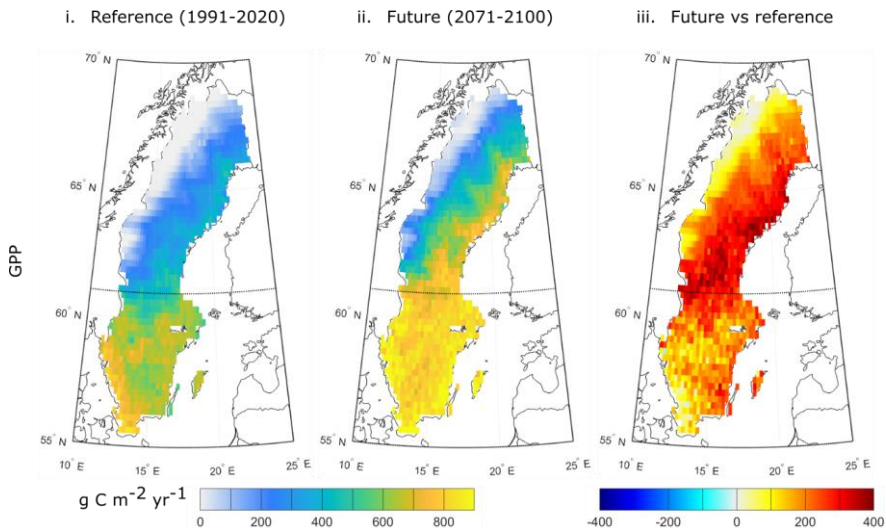 i. Reference (1991-2020)
ii. Future (2071-2100)
iii. Future vs reference
70° N
70° N
70° N
65° N
65° N
65° N
GPP
60° N
60° N
60° N
55° N
55° N
55° N
10° E
15° E
20° E
25° E
10° E
15° E
20° E
25° E
10° E
15° E
20° E
25° E
g C m⁻² yr⁻¹
0 200 400 600 800
-400 -200 0 200 400